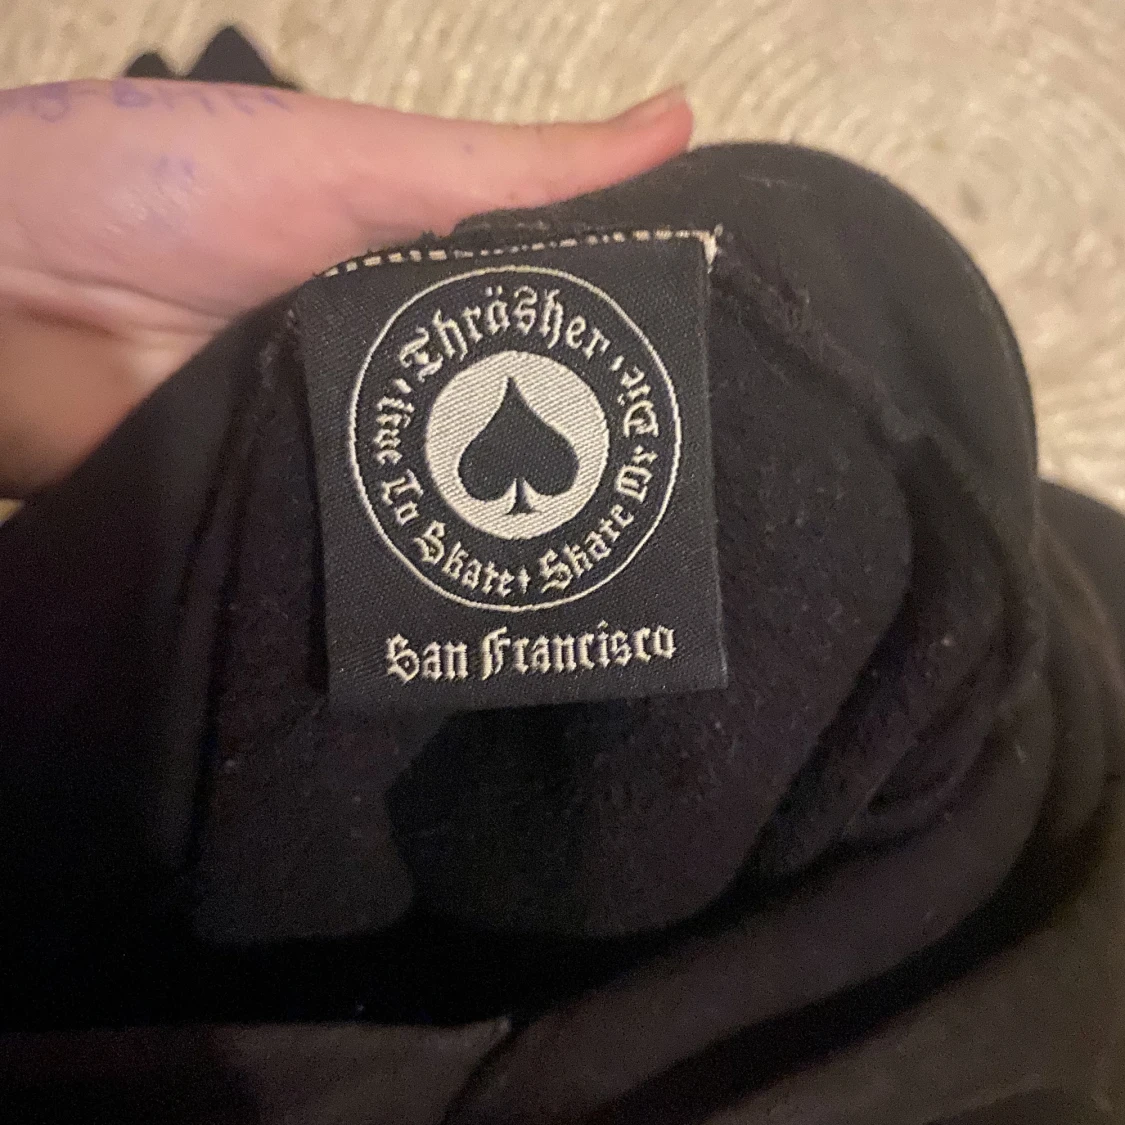 Thräsher
Live To Skate
Skate Or Die
San Francisco